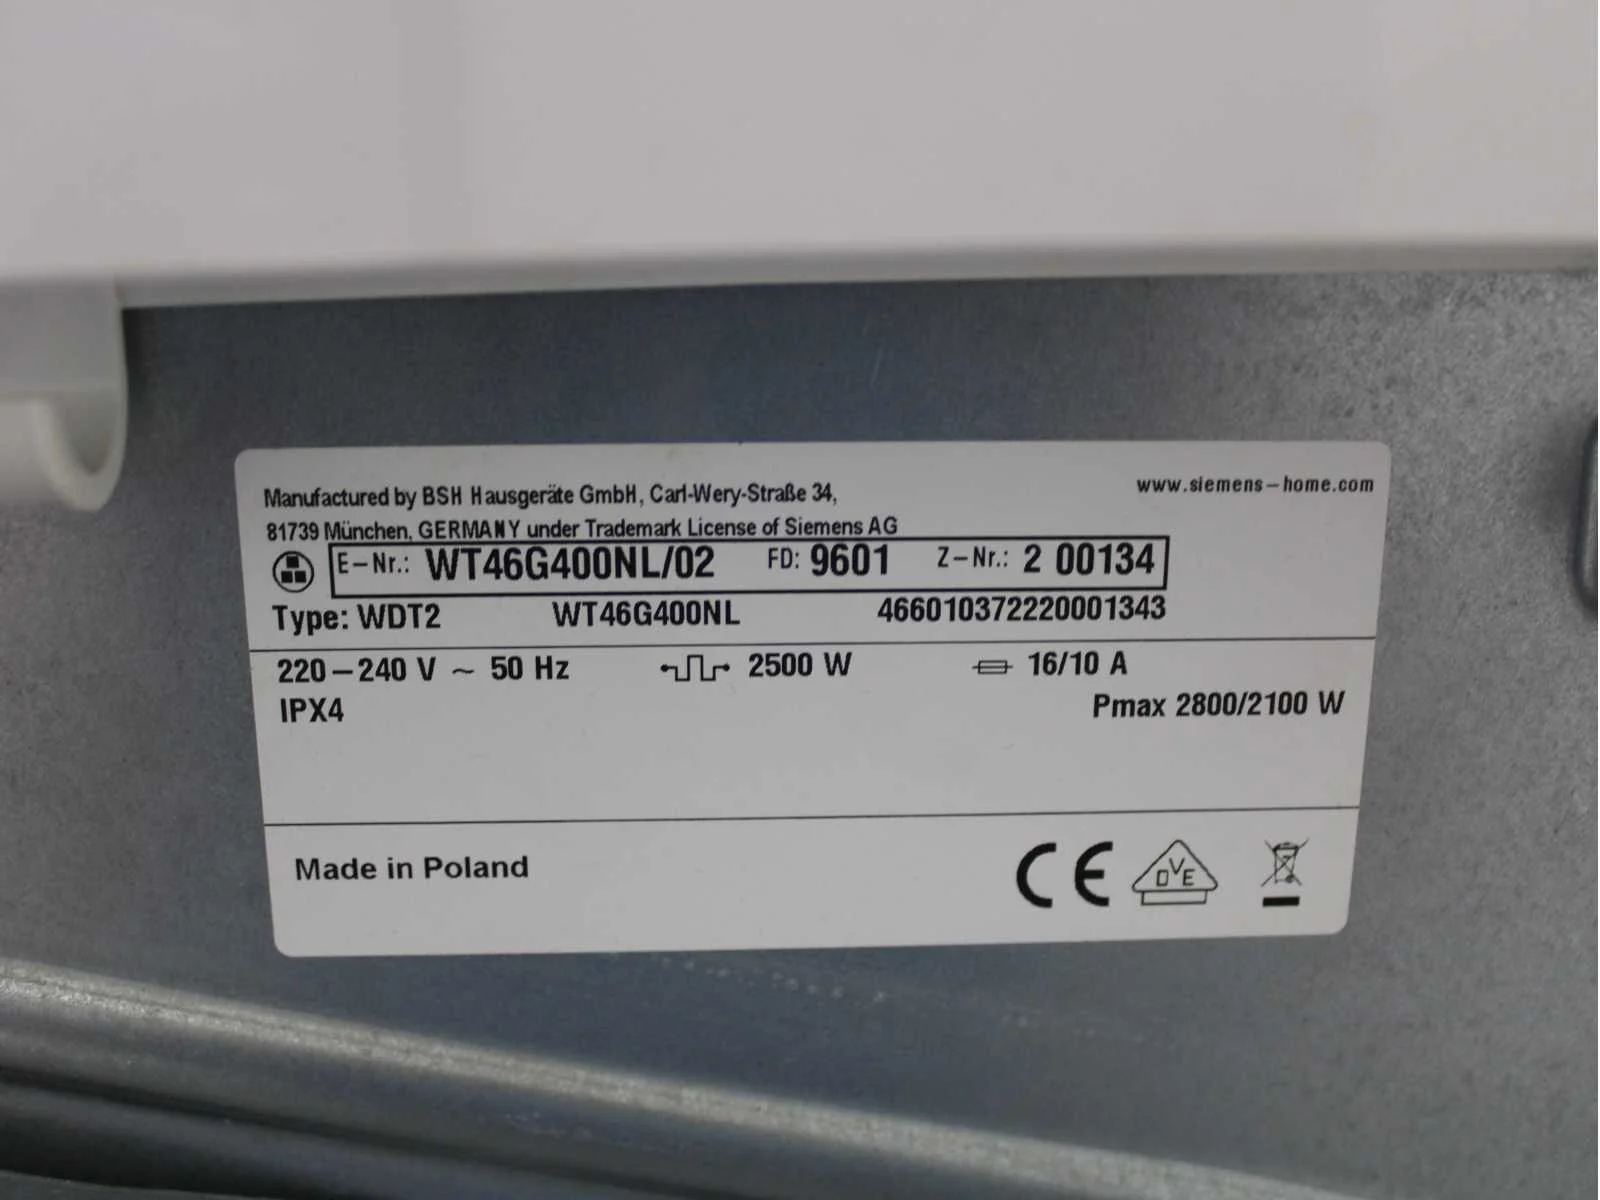 Manufactured by BSH Hausgeräte GmbH, Carl-Wery-Straße 34,
www.siemens-home.com
81739 München, GERMANY under Trademark License of Siemens AG
E-Nr.: WT46G400NL/02 FD: 9601 Z-Nr.: 2 00134
Type: WDT2 WT46G400NL 466010372220001343
220-240 V ~ 50 Hz 2500 W 16/10 A
IPX4 Pmax 2800/2100 W
Made in Poland CE DVE